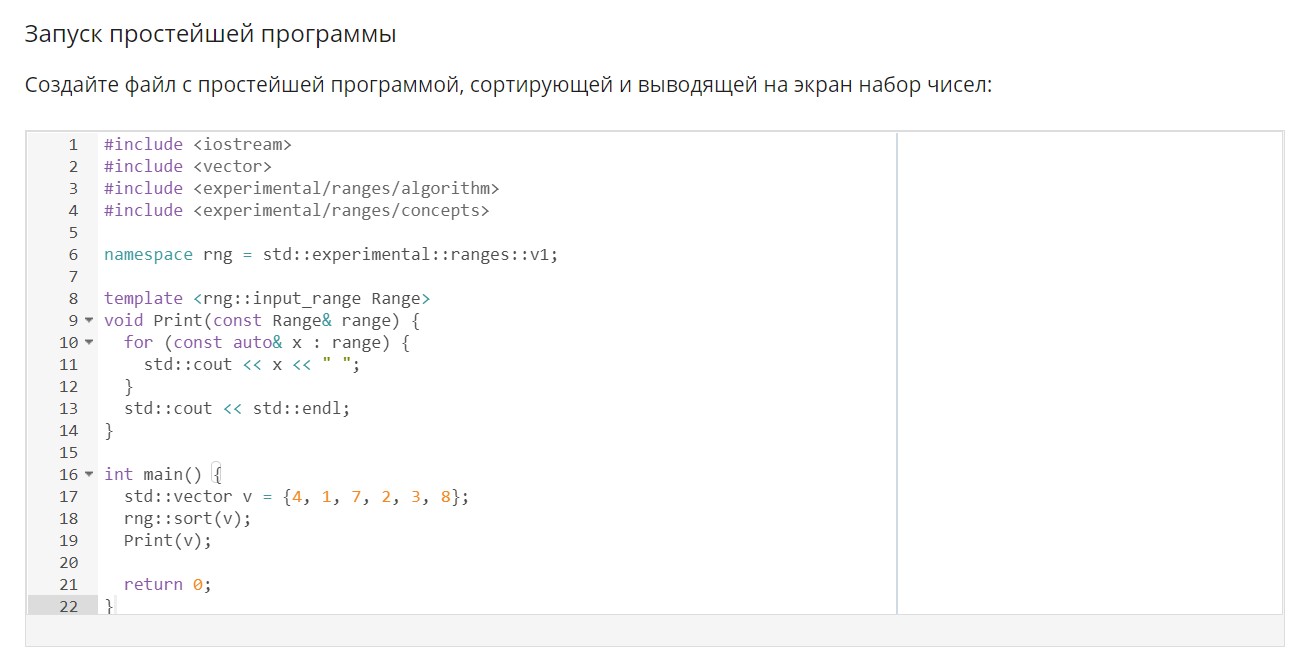 Запуск простейшей программы
Создайте файл с простейшей программой, сортирующей и выводящей на экран набор чисел:
1 #include <iostream>
2 #include <vector>
3 #include <experimental/ranges/algorithm>
4 #include <experimental/ranges/concepts>
5
6 namespace rng = std::experimental::ranges::v1;
7
8 template <rng::input_range Range>
9 void Print(const Range& range) {
10   for (const auto& x : range) {
11     std::cout << x << " ";
12   }
13   std::cout << std::endl;
14 }
15
16 int main() {
17   std::vector v = {4, 1, 7, 2, 3, 8};
18   rng::sort(v);
19   Print(v);
20
21   return 0;
22 }